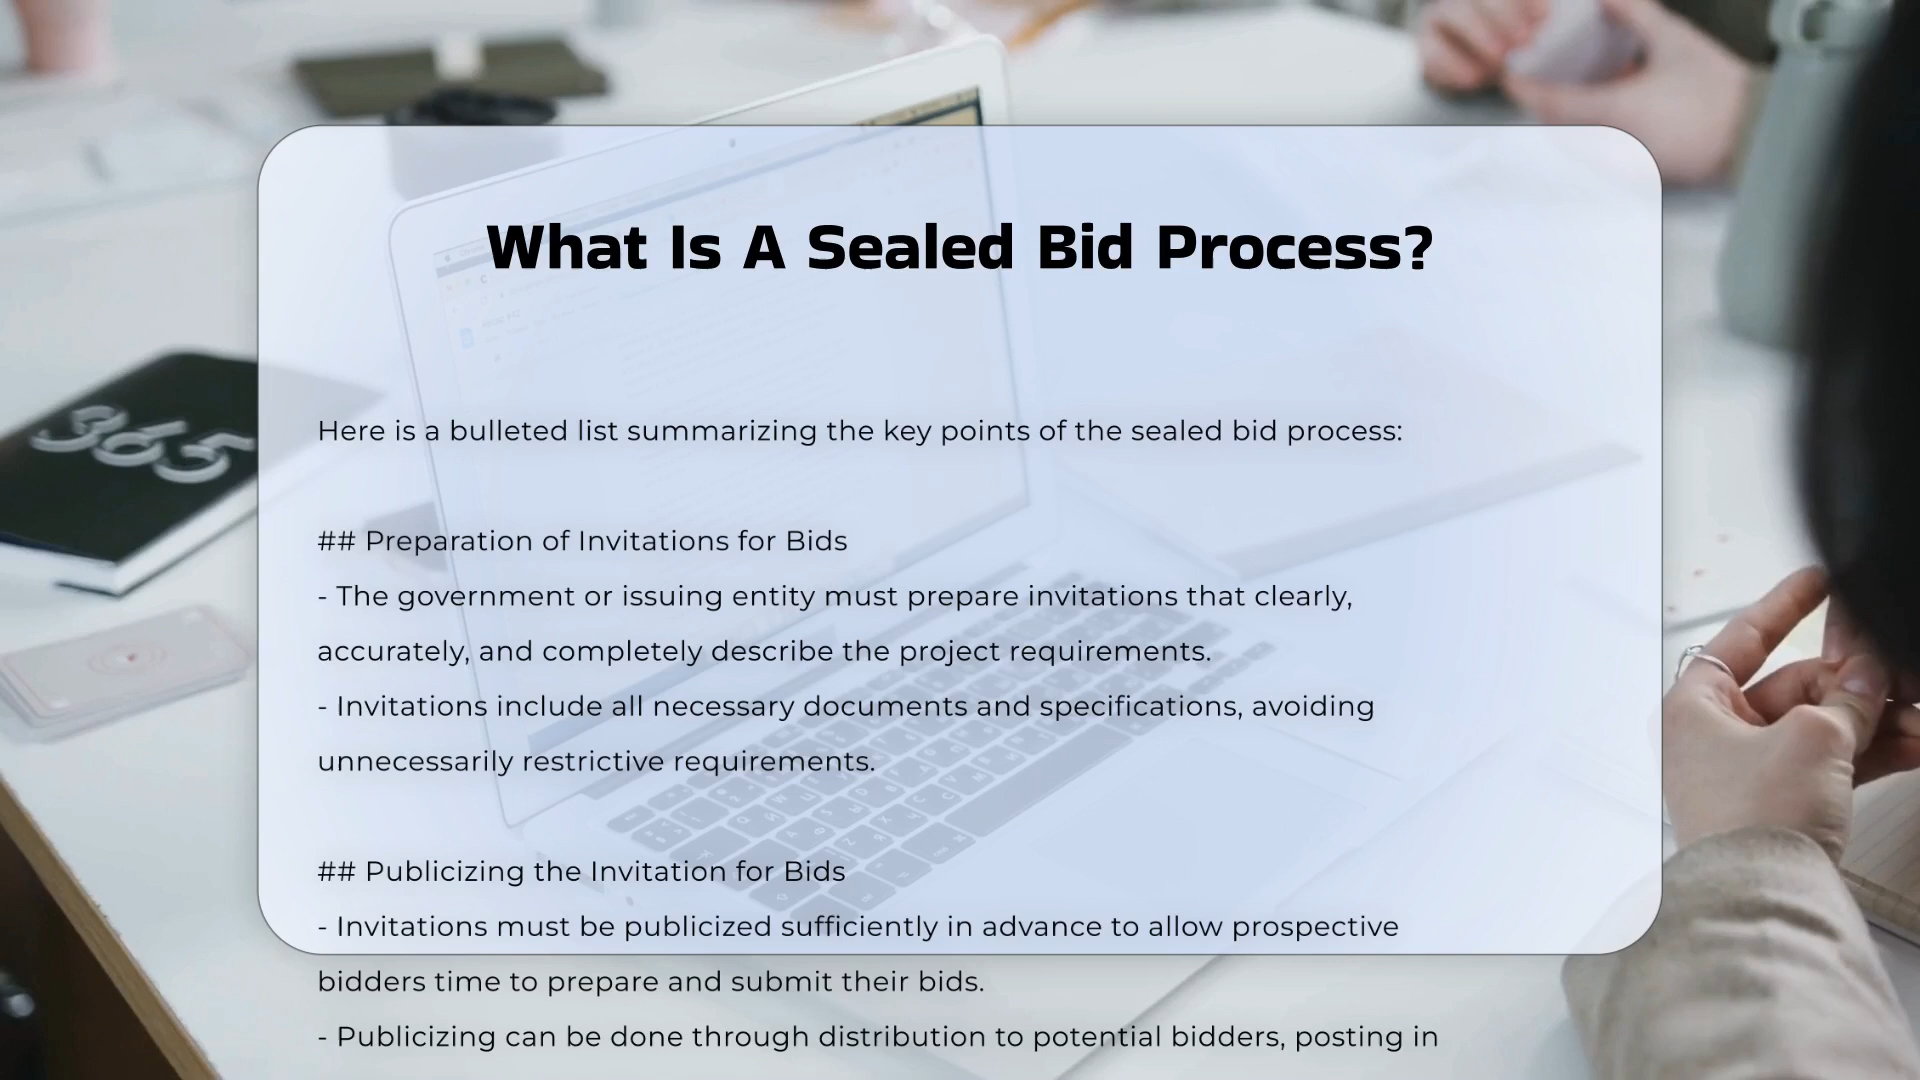 What Is A Sealed Bid Process?
Here is a bulleted list summarizing the key points of the sealed bid process:
## Preparation of Invitations for Bids
- The government or issuing entity must prepare invitations that clearly,
accurately, and completely describe the project requirements.
- Invitations include all necessary documents and specifications, avoiding
unnecessarily restrictive requirements.
## Publicizing the Invitation for Bids
- Invitations must be publicized sufficiently in advance to allow prospective
bidders time to prepare and submit their bids.
- Publicizing can be done through distribution to potential bidders, posting in
365